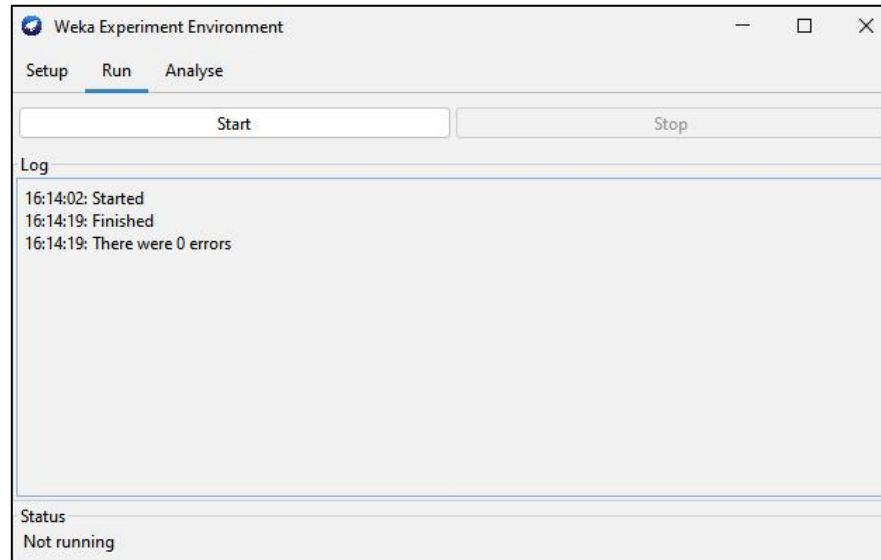 Weka Experiment Environment
Setup Run Analyse
Start Stop
Log
16:14:02: Started
16:14:19: Finished
16:14:19: There were 0 errors
Status
Not running